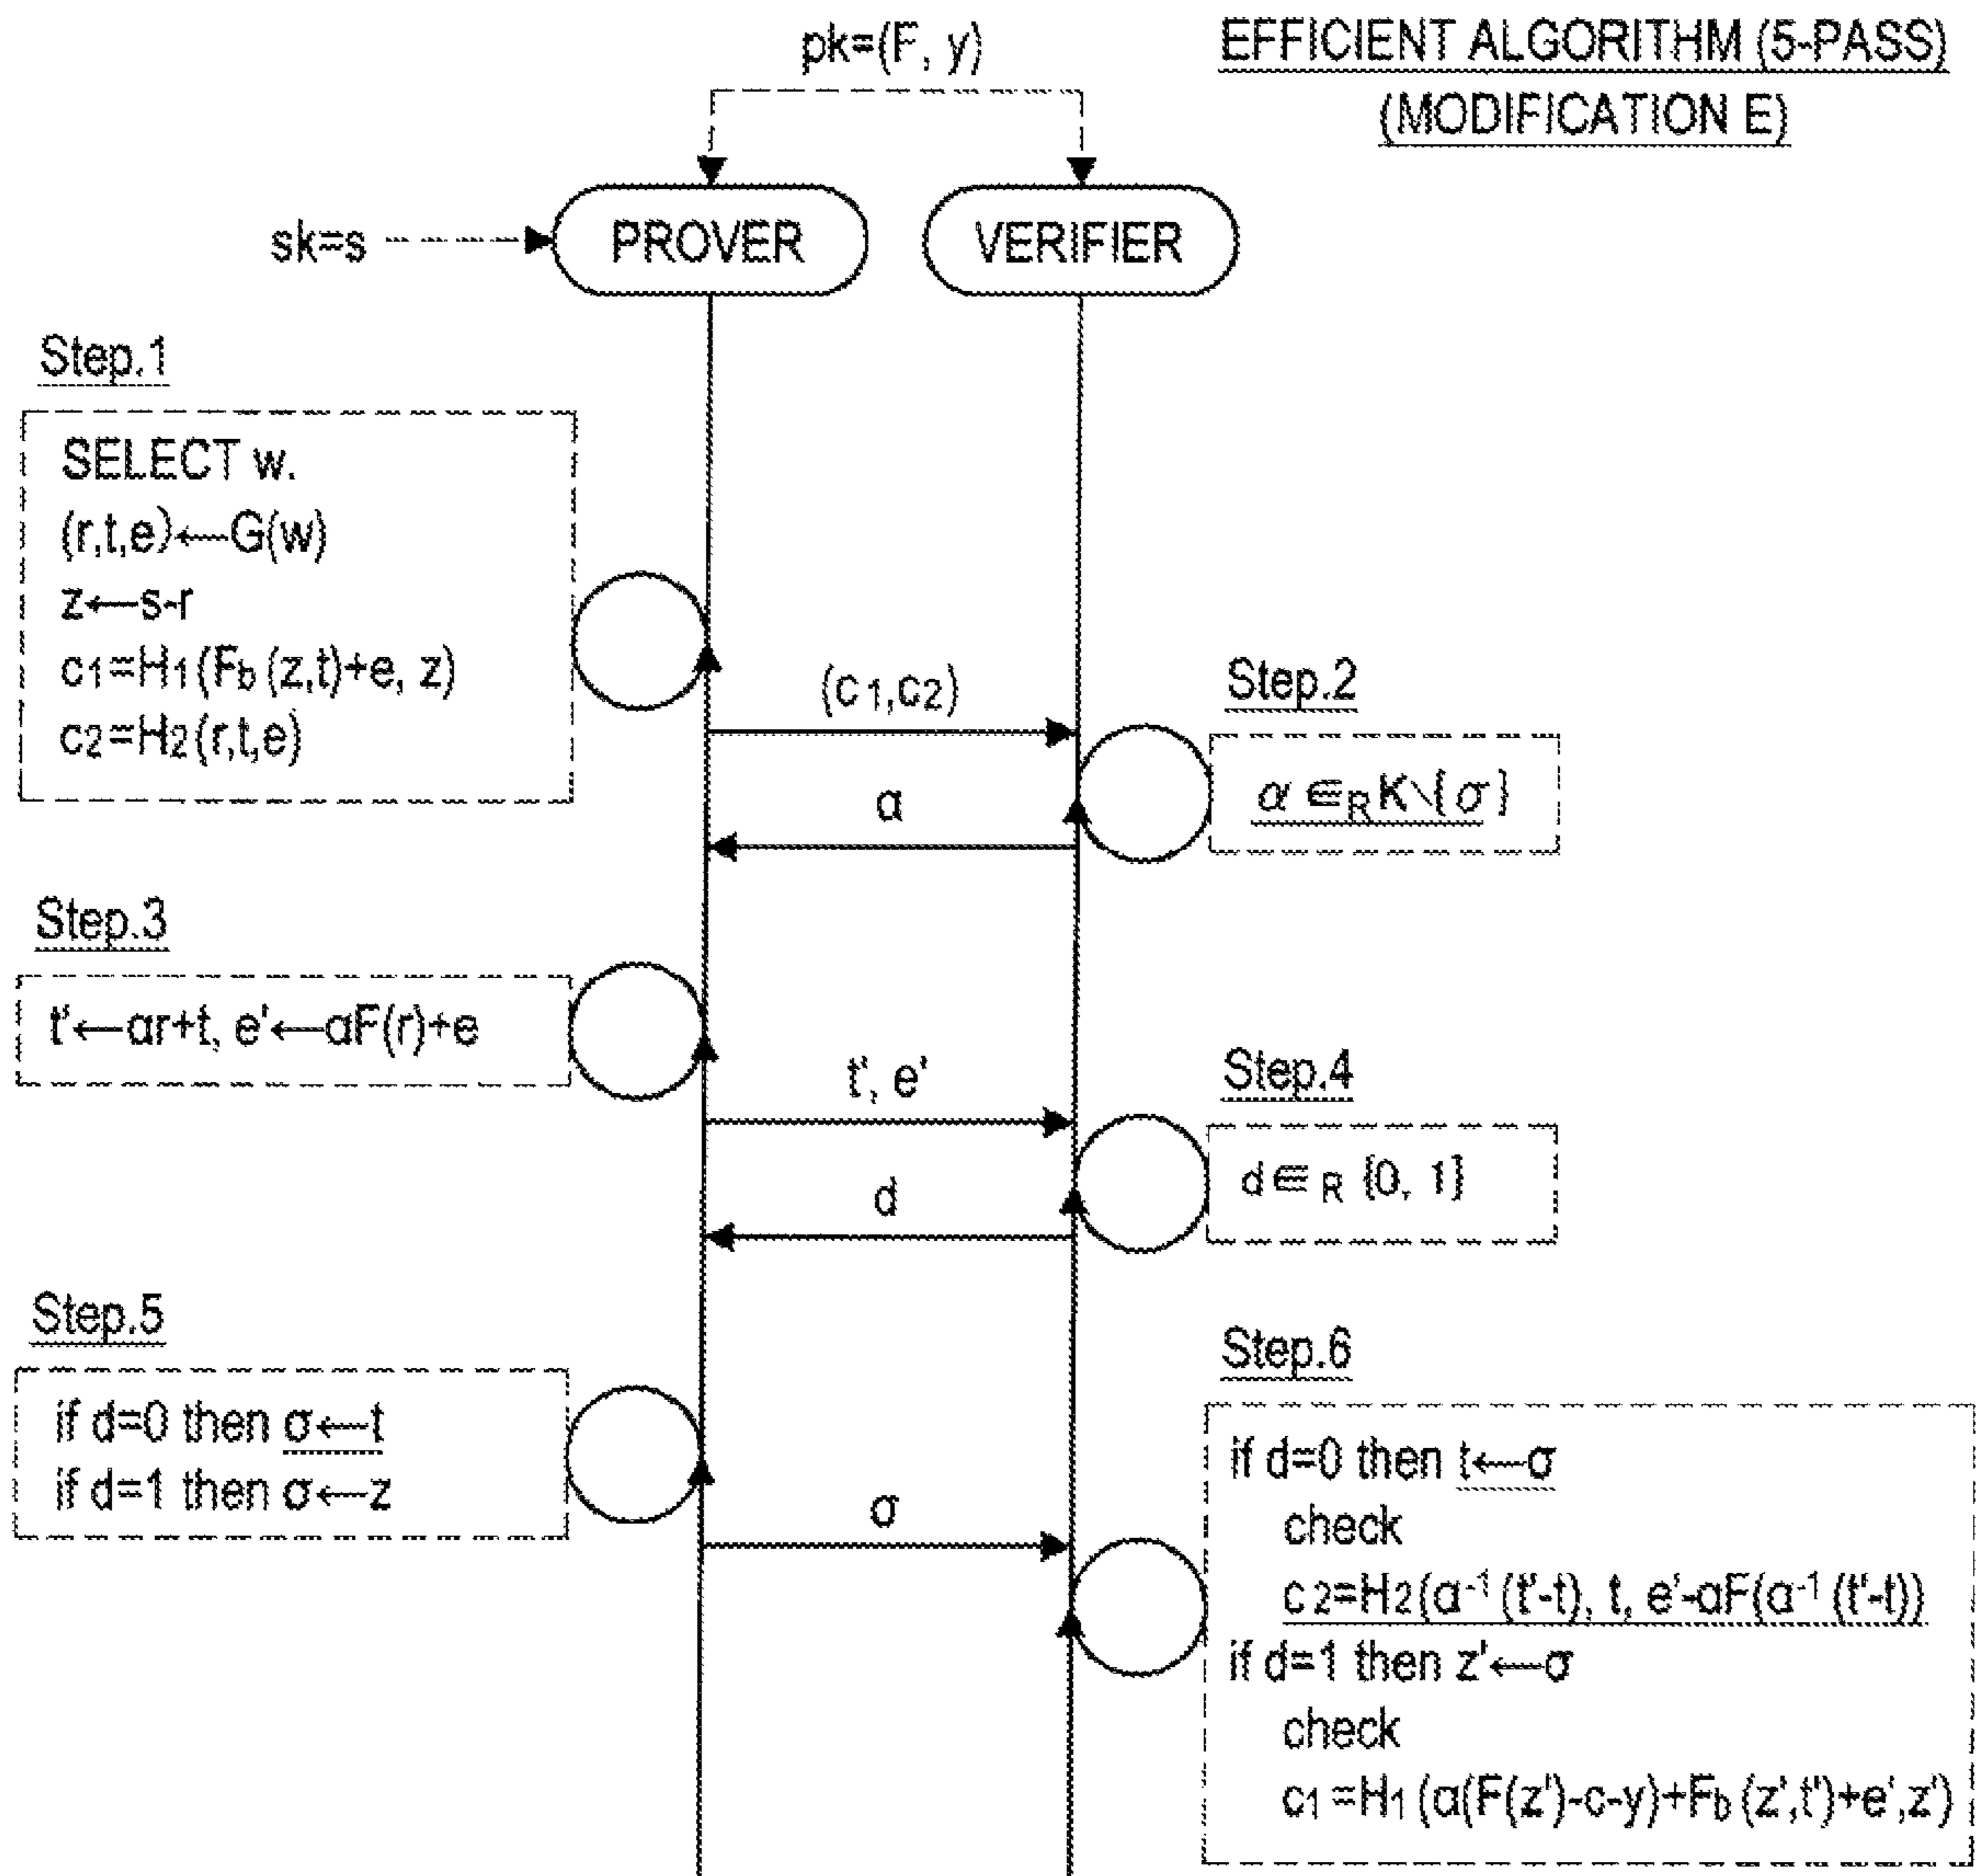 EFFICIENT ALGORITHM (5-PASS)
(MODIFICATION E)
pk=(F, y)
sk=s
PROVER
VERIFIER
Step.1
SELECT w.
(r,t,e)←G(w)
z←s-r
c1=H1(Fb(z,t)+e, z)
c2=H2(r,t,e)
(c1,c2)
Step.2
α ∈R K\{σ}
α
Step.3
t'←αr+t, e'←αF(r)+e
t', e'
Step.4
d∈R {0, 1}
d
Step.5
if d=0 then σ←t
if d=1 then σ←z
σ
Step.6
if d=0 then t←σ
check
c2=H2(α⁻¹(t'-t), t, e'-αF(α⁻¹(t'-t))
if d=1 then z'←σ
check
c1=H1(α(F(z')-c-y)+Fb(z',t')+e',z')